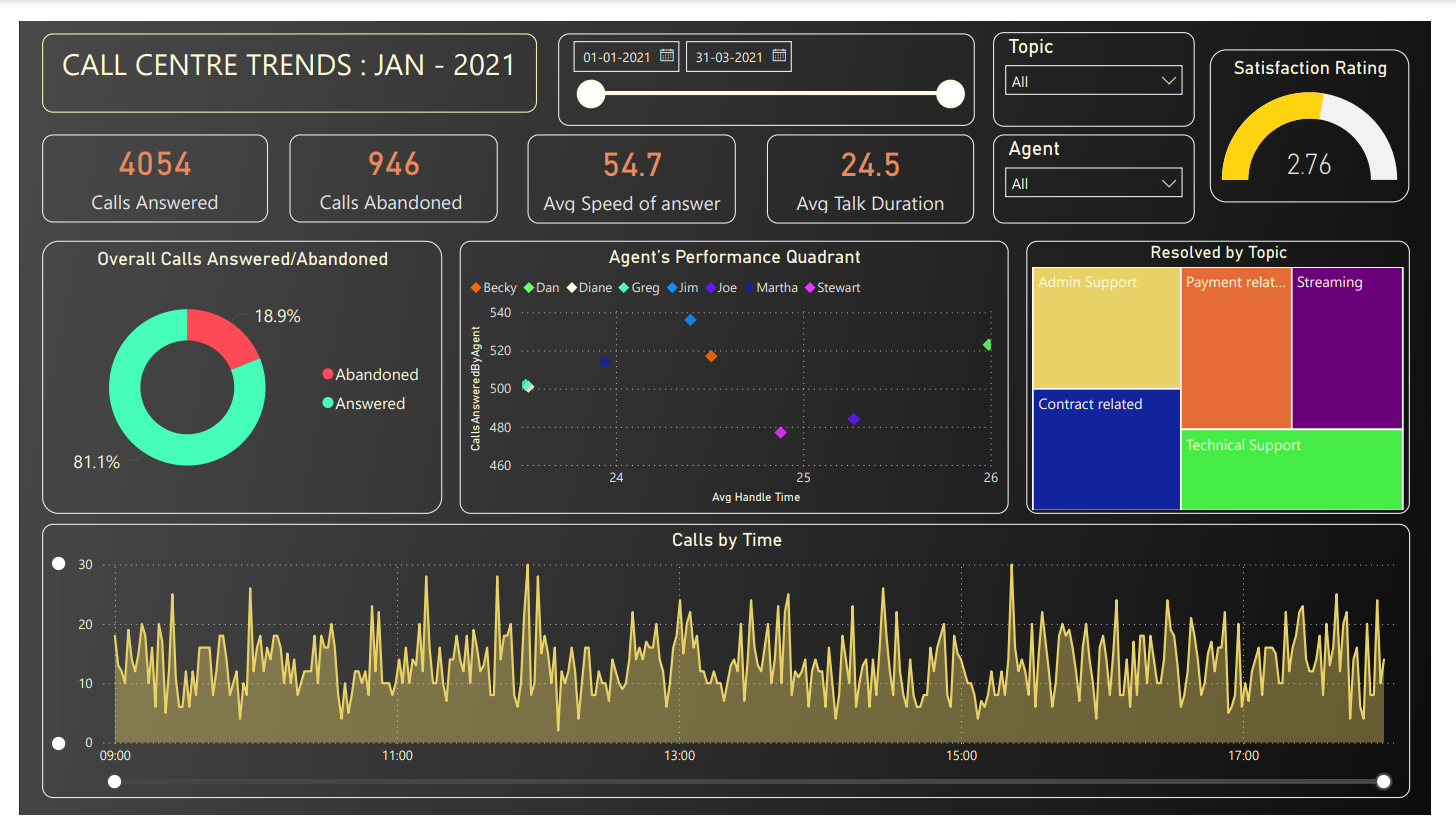 CALL CENTRE TRENDS : JAN - 2021
01-01-2021
31-03-2021
Topic
All
Satisfaction Rating
2.76
4054
Calls Answered
946
Calls Abandoned
54.7
Avg Speed of answer
24.5
Avg Talk Duration
Agent
All
Overall Calls Answered/Abandoned
18.9%
81.1%
Abandoned
Answered
Agent's Performance Quadrant
Becky Dan Diane Greg Jim Joe Martha Stewart
CallsAnsweredByAgent
540
520
500
480
460
24 25 26
Avg Handle Time
Resolved by Topic
Admin Support
Payment relat...
Streaming
Contract related
Technical Support
Calls by Time
30
20
10
0
09:00 11:00 13:00 15:00 17:00